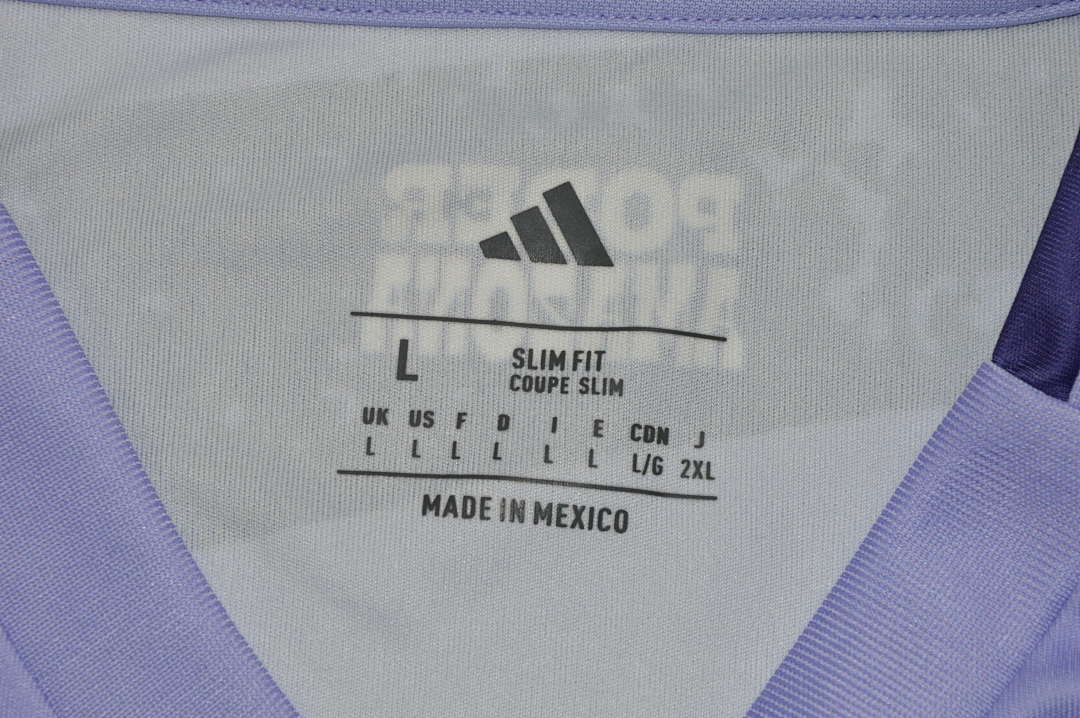 L
SLIM FIT
COUPE SLIM
UK US F D I E CDN J
L L L L L L L/G 2XL
MADE IN MEXICO